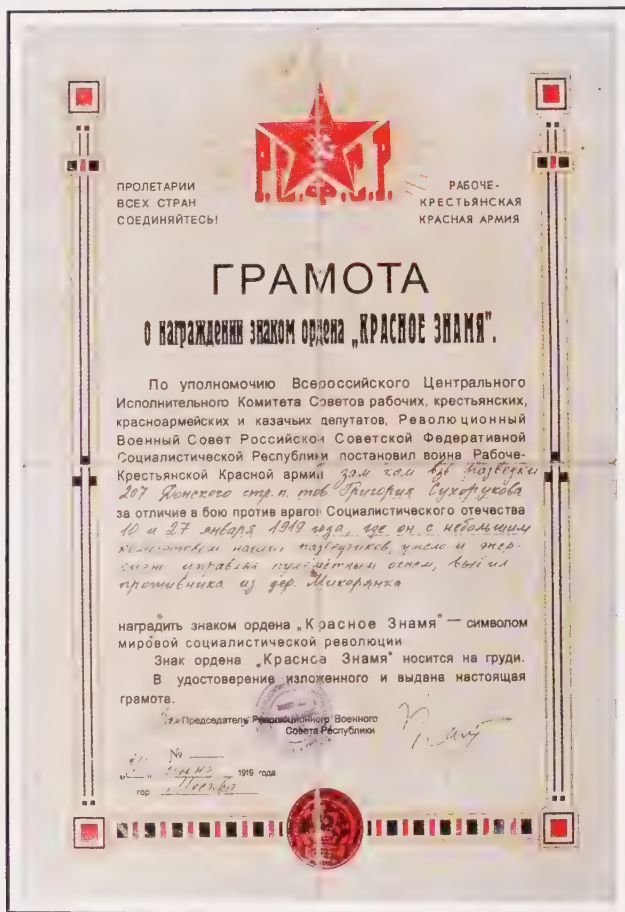 Р.С.Ф.С.Р.
ПРОЛЕТАРИИ
ВСЕХ СТРАН
СОЕДИНЯЙТЕСЬ!
РАБОЧЕ-
КРЕСТЬЯНСКАЯ
КРАСНАЯ АРМИЯ
ГРАМОТА
о награждении знаком ордена „КРАСНОЕ ЗНАМЯ".
По уполномочию Всероссийского Центрального
Исполнительного Комитета Советов рабочих, крестьянских,
красноармейских и казачьих депутатов, Революционный
Военный Совет Российской Советской Федеративной
Социалистической Республики постановил воина Рабоче-
Крестьянской Красной армии зам ком взв разведки
207 Донского стр. п. тов Григория Сухорукова
за отличие в бою против врагов Социалистического отечества
10 и 27 января 1919 года, где он с небольшим
наших разведчиков, умело и энер-
управляя пулеметным огнем, выбил
противника из дер. Микорянка
наградить знаком ордена „Красное Знамя" — символом
мировой социалистической революции
Знак ордена „Красное Знамя" носится на груди.
В удостоверение изложенного и выдана настоящая
грамота.
Председатель Революционного Военного
Совета Республики
№
1919 года
гор Москва